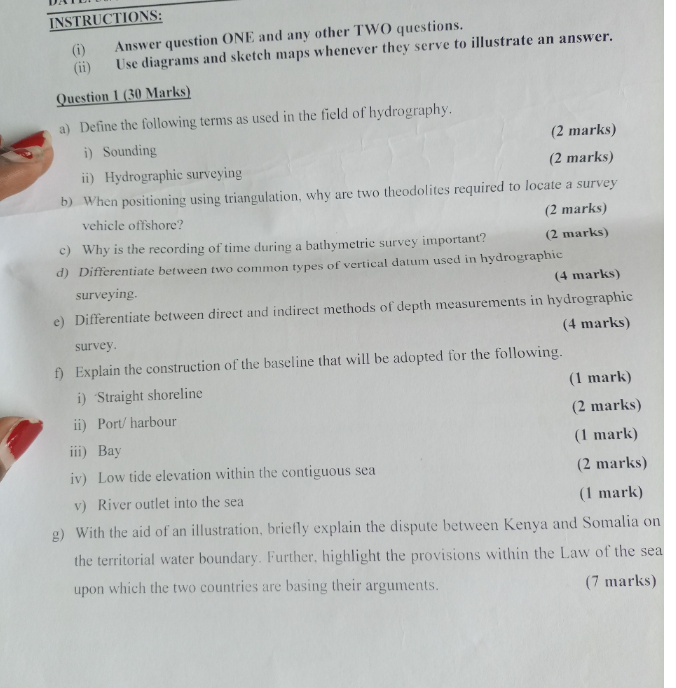 INSTRUCTIONS:
(i) Answer question ONE and any other TWO questions.
(ii) Use diagrams and sketch maps whenever they serve to illustrate an answer.
Question 1 (30 Marks)
a) Define the following terms as used in the field of hydrography.
i) Sounding (2 marks)
ii) Hydrographic surveying (2 marks)
b) When positioning using triangulation, why are two theodolites required to locate a survey
vehicle offshore? (2 marks)
c) Why is the recording of time during a bathymetric survey important? (2 marks)
d) Differentiate between two common types of vertical datum used in hydrographic
surveying. (4 marks)
e) Differentiate between direct and indirect methods of depth measurements in hydrographic
survey. (4 marks)
f) Explain the construction of the baseline that will be adopted for the following.
i) Straight shoreline (1 mark)
ii) Port/ harbour (2 marks)
iii) Bay (1 mark)
iv) Low tide elevation within the contiguous sea (2 marks)
v) River outlet into the sea (1 mark)
g) With the aid of an illustration, briefly explain the dispute between Kenya and Somalia on
the territorial water boundary. Further, highlight the provisions within the Law of the sea
upon which the two countries are basing their arguments. (7 marks)